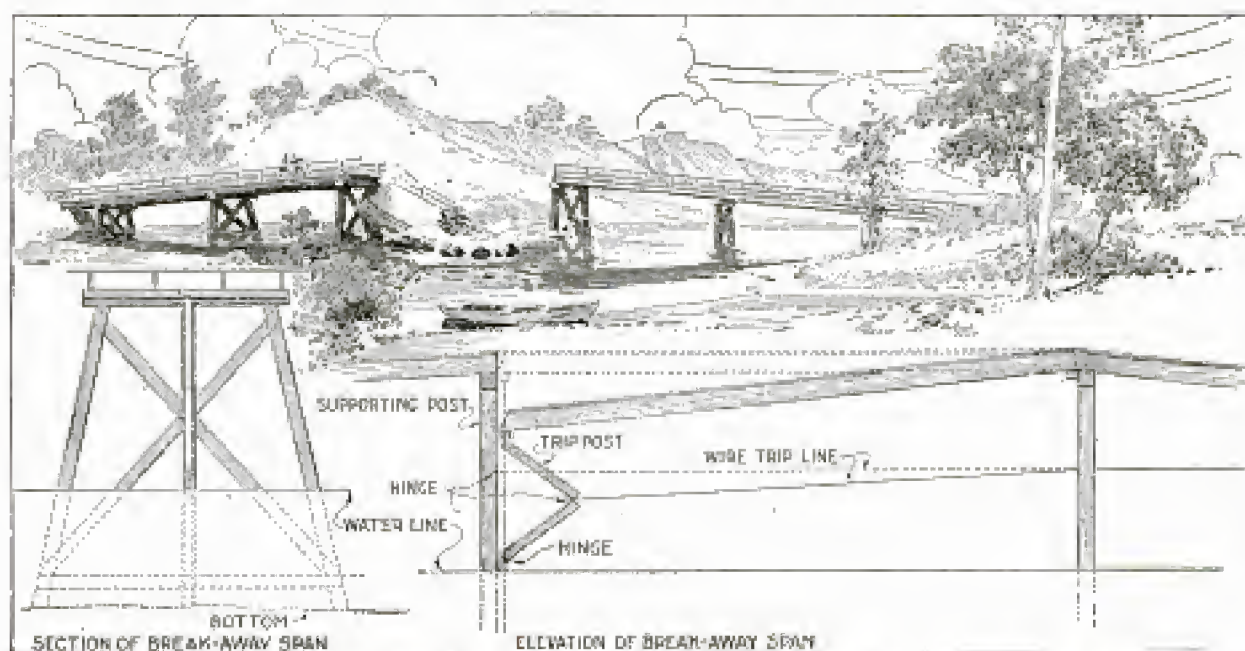 SUPPORTING POST
TRIP POST
WIRE TRIP LINE
HINGE
WATER LINE
HINGE
BOTTOM
SECTION OF BREAK-AWAY SPAN
ELEVATION OF BREAK-AWAY SPAN